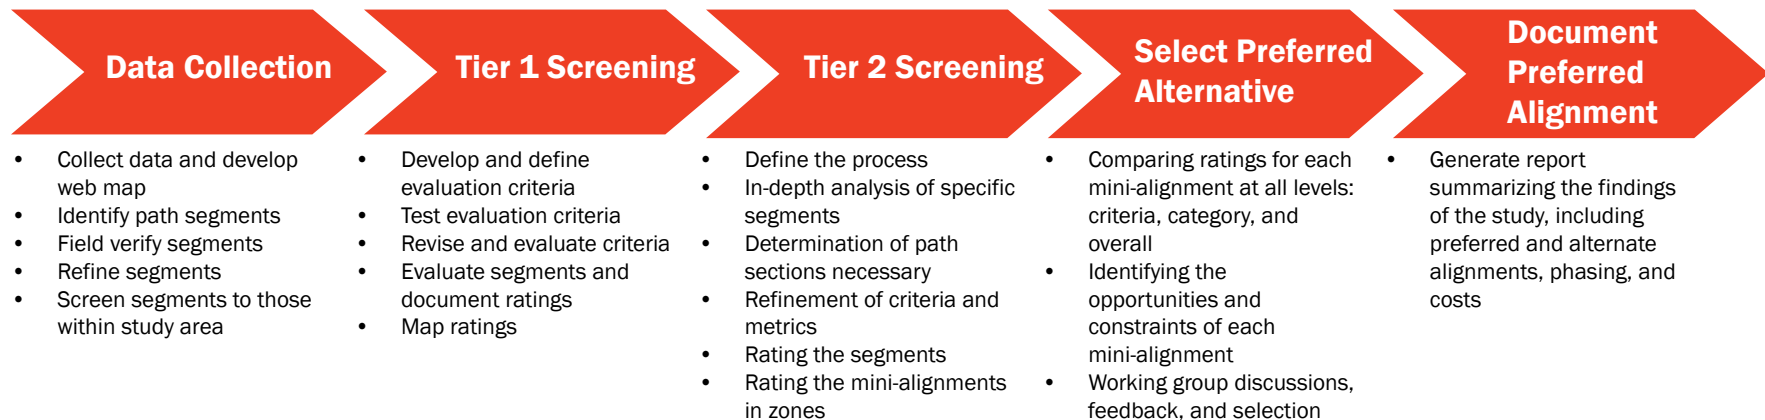 Data Collection
• Collect data and develop
web map
• Identify path segments
• Field verify segments
• Refine segments
• Screen segments to those
within study area
Tier 1 Screening
• Develop and define
evaluation criteria
• Test evaluation criteria
• Revise and evaluate criteria
• Evaluate segments and
document ratings
• Map ratings
Tier 2 Screening
• Define the process
• In-depth analysis of specific
segments
• Determination of path
sections necessary
• Refinement of criteria and
metrics
• Rating the segments
• Rating the mini-alignments
in zones
Select Preferred
Alternative
• Comparing ratings for each
mini-alignment at all levels:
criteria, category, and
overall
• Identifying the
opportunities and
constraints of each
mini-alignment
• Working group discussions,
feedback, and selection
Document
Preferred
Alignment
• Generate report
summarizing the findings
of the study, including
preferred and alternate
alignments, phasing, and
costs